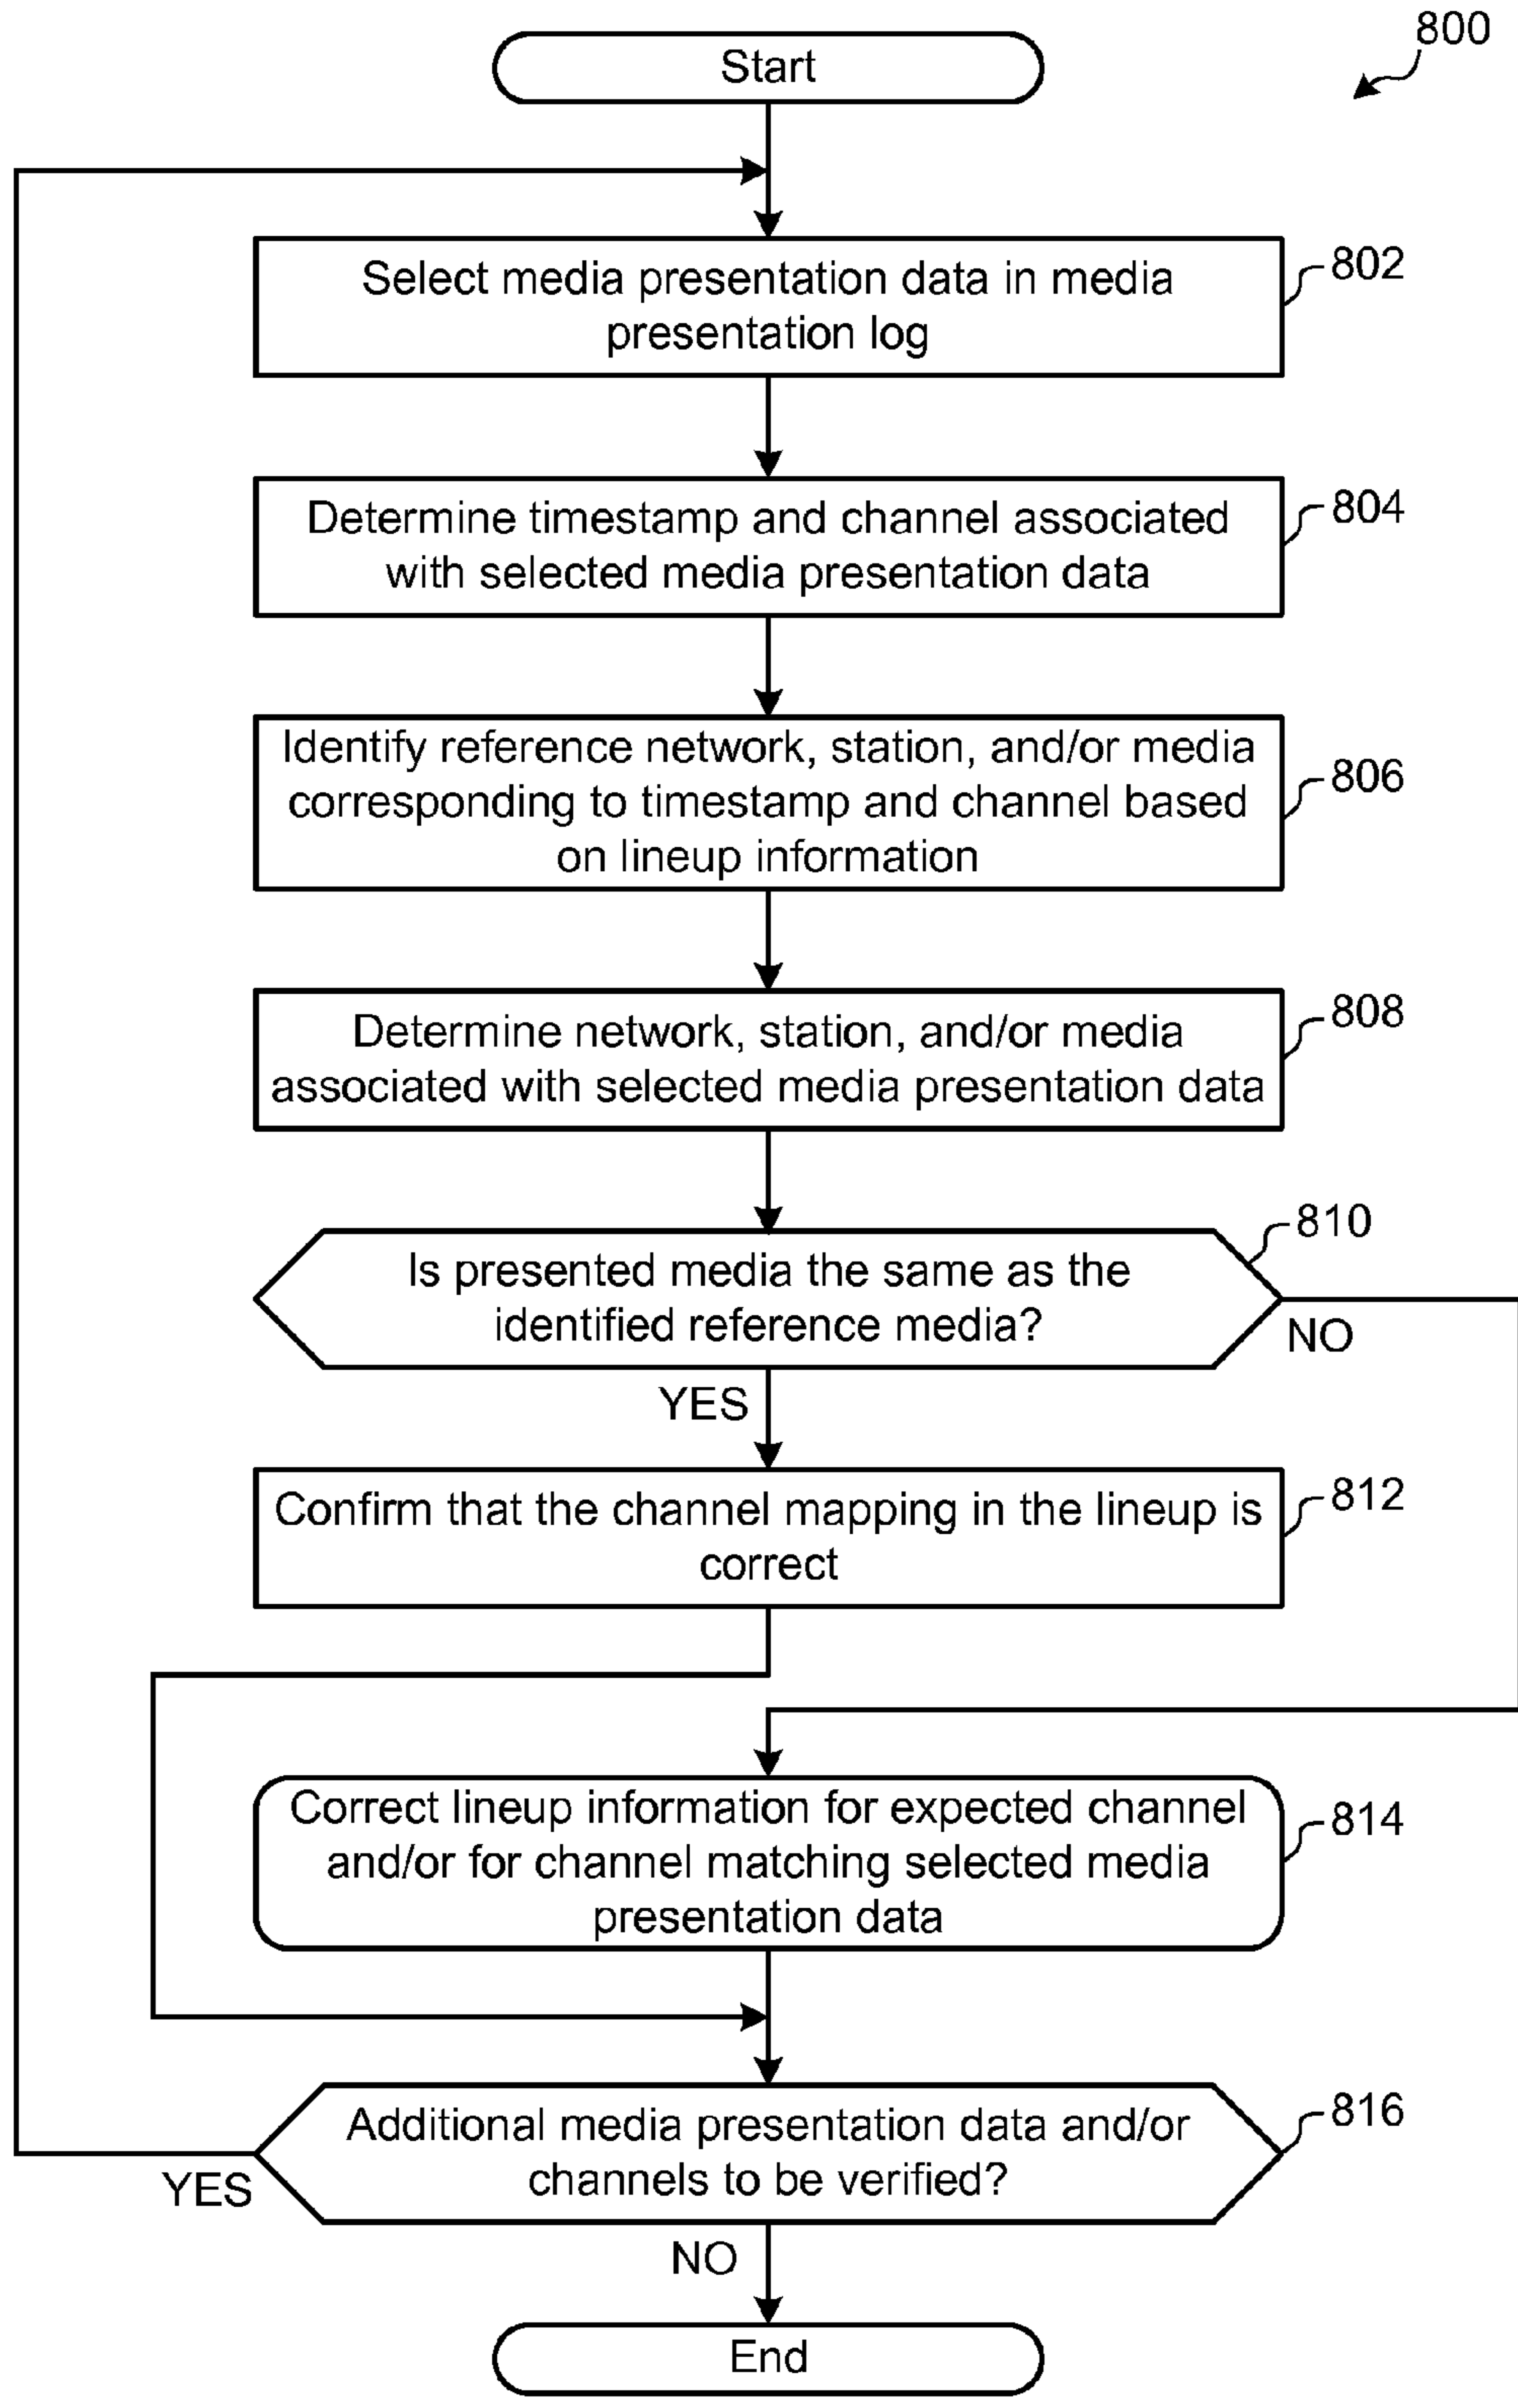 800
Start
Select media presentation data in media
presentation log
802
Determine timestamp and channel associated
with selected media presentation data
804
Identify reference network, station, and/or media
corresponding to timestamp and channel based
on lineup information
806
Determine network, station, and/or media
associated with selected media presentation data
808
Is presented media the same as the
identified reference media?
810
NO
YES
Confirm that the channel mapping in the lineup is
correct
812
Correct lineup information for expected channel
and/or for channel matching selected media
presentation data
814
Additional media presentation data and/or
channels to be verified?
816
YES
NO
End